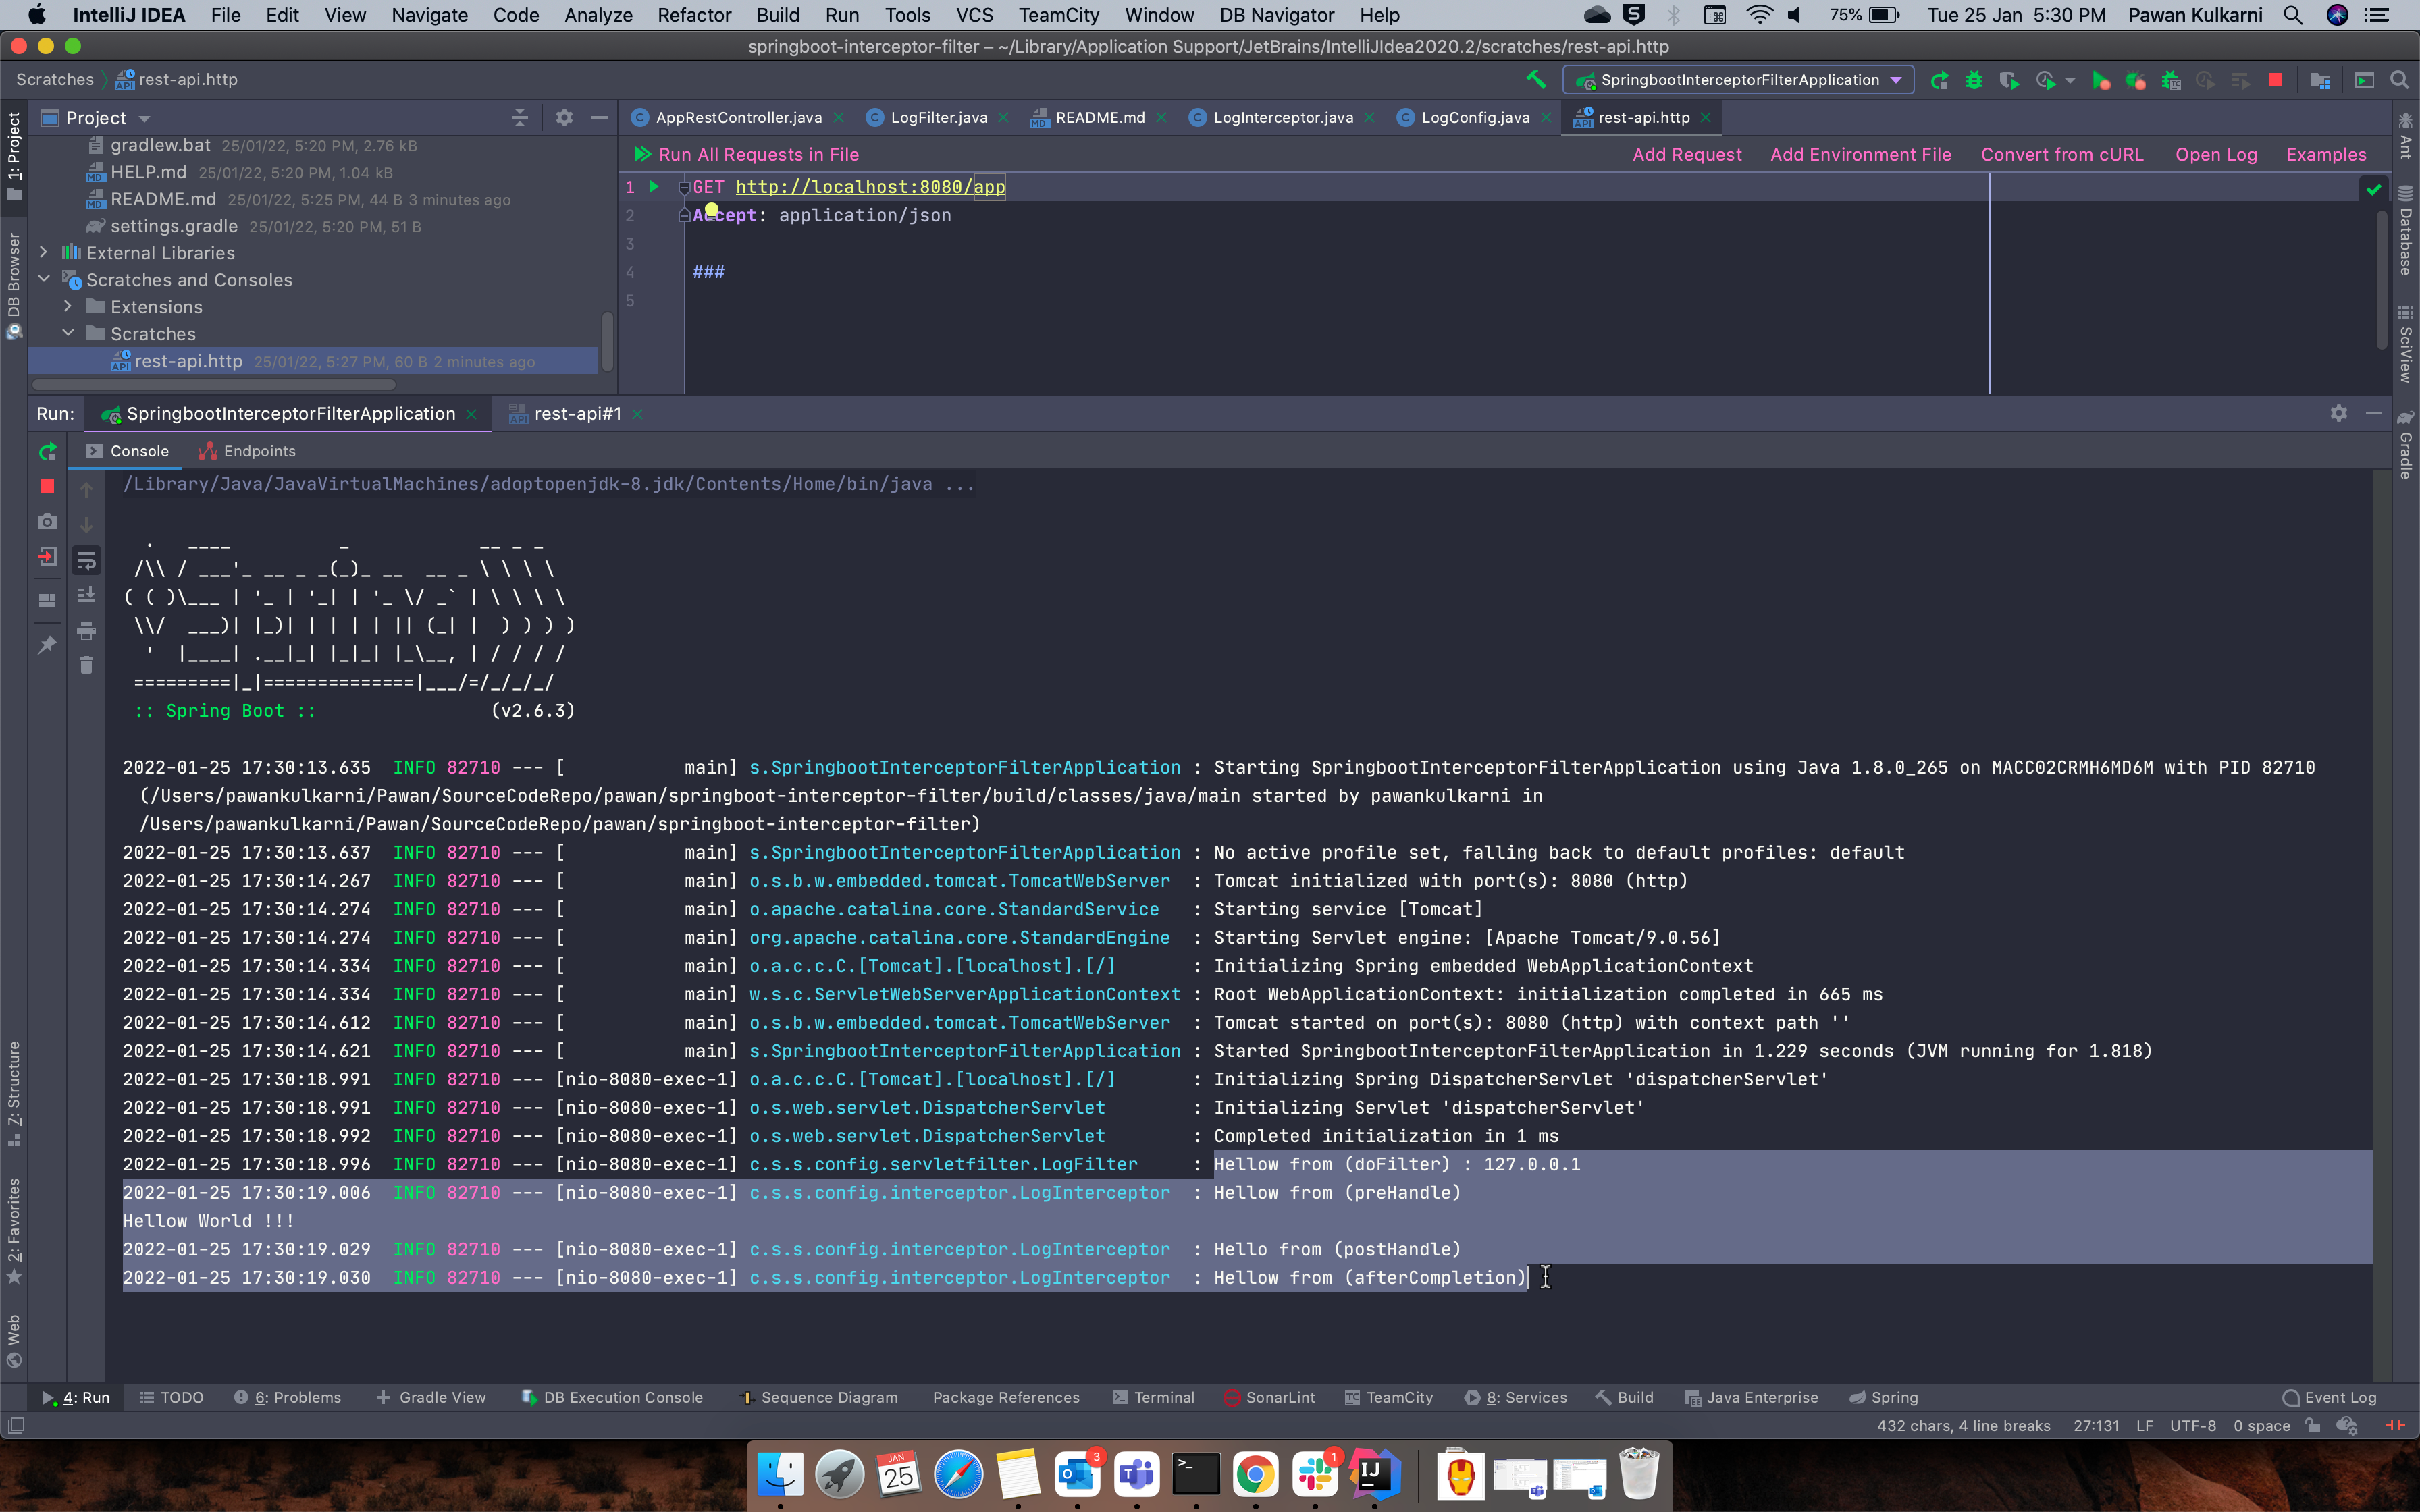 IntelliJ IDEA File Edit View Navigate Code Analyze Refactor Build Run Tools VCS TeamCity Window DB Navigator Help 75% Tue 25 Jan 5:30 PM Pawan Kulkarni
springboot-interceptor-filter – ~/Library/Application Support/JetBrains/IntelliJIdea2020.2/scratches/rest-api.http
Scratches rest-api.http SpringbootInterceptorFilterApplication
Project AppRestController.java LogFilter.java README.md LogInterceptor.java LogConfig.java rest-api.http
1: Project
DB Browser
gradlew.bat 25/01/22, 5:20 PM, 2.76 kB
HELP.md 25/01/22, 5:20 PM, 1.04 kB
README.md 25/01/22, 5:25 PM, 44 B 3 minutes ago
settings.gradle 25/01/22, 5:20 PM, 51 B
External Libraries
Scratches and Consoles
Extensions
Scratches
rest-api.http 25/01/22, 5:27 PM, 60 B 2 minutes ago
Run All Requests in File Add Request Add Environment File Convert from cURL Open Log Examples
1 GET http://localhost:8080/app
2 Accept: application/json
3
4 ###
5
Ant
Database
SciView
Gradle
Run: SpringbootInterceptorFilterApplication rest-api#1
Console Endpoints
/Library/Java/JavaVirtualMachines/adoptopenjdk-8.jdk/Contents/Home/bin/java ...
  .   ____          _            __ _ _
 /\\ / ___'_ __ _ _(_)_ __  __ _ \ \ \ \
( ( )\___ | '_ | '_| | '_ \/ _` | \ \ \ \
 \\/  ___)| |_)| | | | | || (_| |  ) ) ) )
  '  |____| .__|_| |_|_| |_\__, | / / / /
 =========|_|==============|___/=/_/_/_/
 :: Spring Boot ::                (v2.6.3)
2022-01-25 17:30:13.635  INFO 82710 --- [           main] s.SpringbootInterceptorFilterApplication : Starting SpringbootInterceptorFilterApplication using Java 1.8.0_265 on MACC02CRMH6MD6M with PID 82710
(/Users/pawankulkarni/Pawan/SourceCodeRepo/pawan/springboot-interceptor-filter/build/classes/java/main started by pawankulkarni in
/Users/pawankulkarni/Pawan/SourceCodeRepo/pawan/springboot-interceptor-filter)
2022-01-25 17:30:13.637  INFO 82710 --- [           main] s.SpringbootInterceptorFilterApplication : No active profile set, falling back to default profiles: default
2022-01-25 17:30:14.267  INFO 82710 --- [           main] o.s.b.w.embedded.tomcat.TomcatWebServer  : Tomcat initialized with port(s): 8080 (http)
2022-01-25 17:30:14.274  INFO 82710 --- [           main] o.apache.catalina.core.StandardService   : Starting service [Tomcat]
2022-01-25 17:30:14.274  INFO 82710 --- [           main] org.apache.catalina.core.StandardEngine  : Starting Servlet engine: [Apache Tomcat/9.0.56]
2022-01-25 17:30:14.334  INFO 82710 --- [           main] o.a.c.c.C.[Tomcat].[localhost].[/]       : Initializing Spring embedded WebApplicationContext
2022-01-25 17:30:14.334  INFO 82710 --- [           main] w.s.c.ServletWebServerApplicationContext : Root WebApplicationContext: initialization completed in 665 ms
2022-01-25 17:30:14.612  INFO 82710 --- [           main] o.s.b.w.embedded.tomcat.TomcatWebServer  : Tomcat started on port(s): 8080 (http) with context path ''
2022-01-25 17:30:14.621  INFO 82710 --- [           main] s.SpringbootInterceptorFilterApplication : Started SpringbootInterceptorFilterApplication in 1.229 seconds (JVM running for 1.818)
2022-01-25 17:30:18.991  INFO 82710 --- [nio-8080-exec-1] o.a.c.c.C.[Tomcat].[localhost].[/]       : Initializing Spring DispatcherServlet 'dispatcherServlet'
2022-01-25 17:30:18.991  INFO 82710 --- [nio-8080-exec-1] o.s.web.servlet.DispatcherServlet        : Initializing Servlet 'dispatcherServlet'
2022-01-25 17:30:18.992  INFO 82710 --- [nio-8080-exec-1] o.s.web.servlet.DispatcherServlet        : Completed initialization in 1 ms
2022-01-25 17:30:18.996  INFO 82710 --- [nio-8080-exec-1] c.s.s.config.servletfilter.LogFilter     : Hellow from (doFilter) : 127.0.0.1
2022-01-25 17:30:19.006  INFO 82710 --- [nio-8080-exec-1] c.s.s.config.interceptor.LogInterceptor  : Hellow from (preHandle)
Hellow World !!!
2022-01-25 17:30:19.029  INFO 82710 --- [nio-8080-exec-1] c.s.s.config.interceptor.LogInterceptor  : Hello from (postHandle)
2022-01-25 17:30:19.030  INFO 82710 --- [nio-8080-exec-1] c.s.s.config.interceptor.LogInterceptor  : Hellow from (afterCompletion)
Z: Structure
2: Favorites
Web
4: Run TODO 6: Problems Gradle View DB Execution Console Sequence Diagram Package References Terminal SonarLint TeamCity 8: Services Build Java Enterprise Spring Event Log
432 chars, 4 line breaks 27:131 LF UTF-8 0 space
JAN
25
3
1
IJ